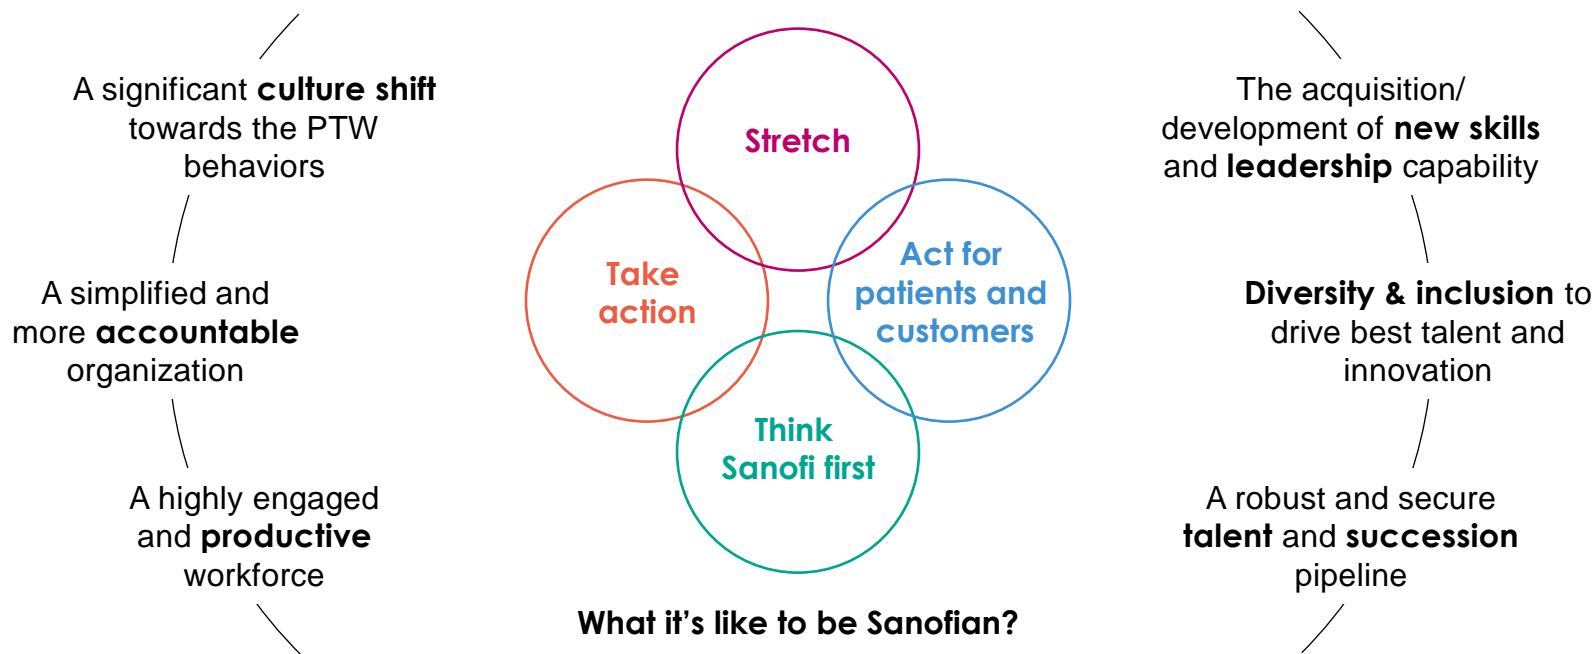 A significant culture shift
towards the PTW
behaviors
A simplified and
more accountable
organization
A highly engaged
and productive
workforce
Stretch
Take
action
Act for
patients and
customers
Think
Sanofi first
What it's like to be Sanofian?
The acquisition/
development of new skills
and leadership capability
Diversity & inclusion to
drive best talent and
innovation
A robust and secure
talent and succession
pipeline